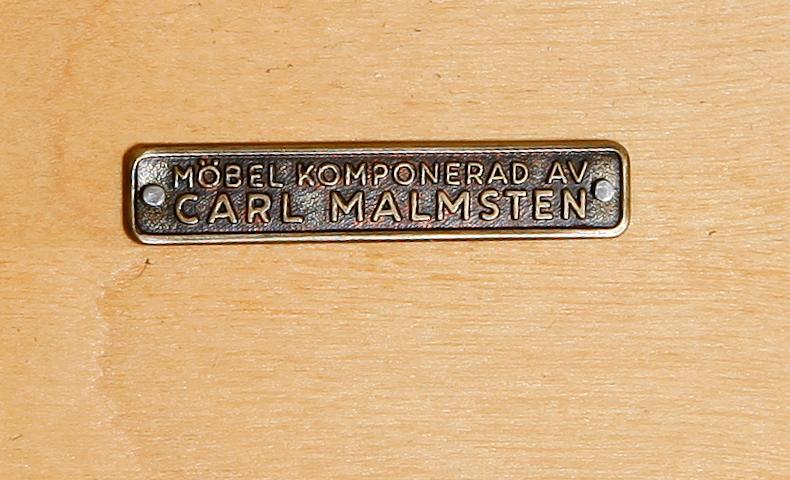 MÖBEL KOMPONERAD AV
CARL MALMSTEN